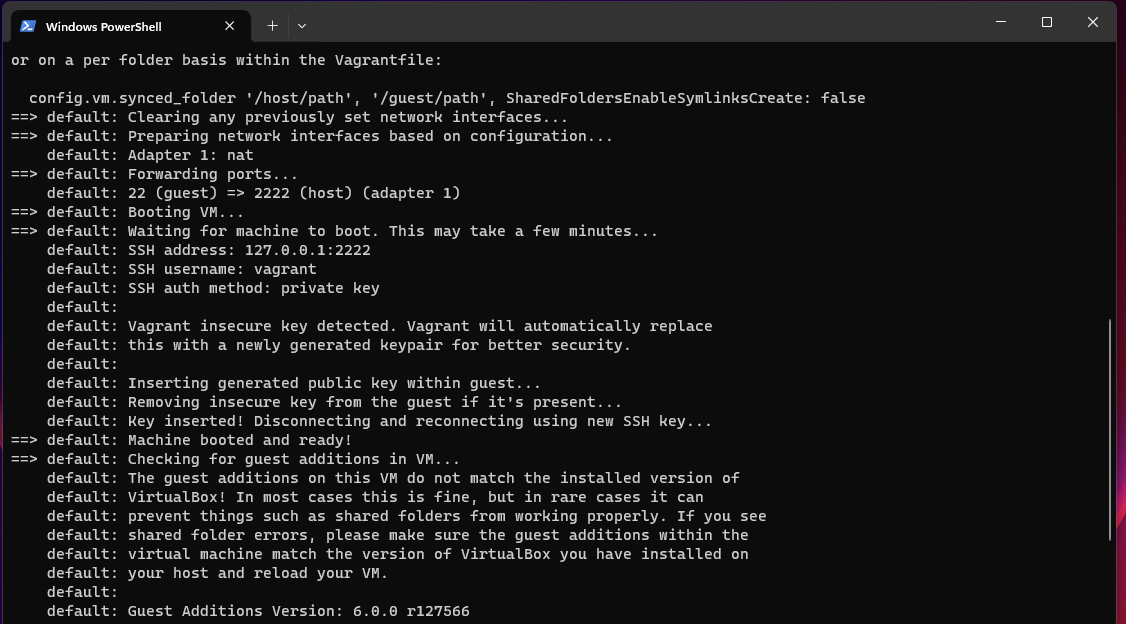 Windows PowerShell
or on a per folder basis within the Vagrantfile:
config.vm.synced_folder '/host/path', '/guest/path', SharedFoldersEnableSymlinksCreate: false
==> default: Clearing any previously set network interfaces...
==> default: Preparing network interfaces based on configuration...
default: Adapter 1: nat
==> default: Forwarding ports...
default: 22 (guest) => 2222 (host) (adapter 1)
==> default: Booting VM...
==> default: Waiting for machine to boot. This may take a few minutes...
default: SSH address: 127.0.0.1:2222
default: SSH username: vagrant
default: SSH auth method: private key
default:
default: Vagrant insecure key detected. Vagrant will automatically replace
default: this with a newly generated keypair for better security.
default:
default: Inserting generated public key within guest...
default: Removing insecure key from the guest if it's present...
default: Key inserted! Disconnecting and reconnecting using new SSH key...
==> default: Machine booted and ready!
==> default: Checking for guest additions in VM...
default: The guest additions on this VM do not match the installed version of
default: VirtualBox! In most cases this is fine, but in rare cases it can
default: prevent things such as shared folders from working properly. If you see
default: shared folder errors, please make sure the guest additions within the
default: virtual machine match the version of VirtualBox you have installed on
default: your host and reload your VM.
default:
default: Guest Additions Version: 6.0.0 r127566